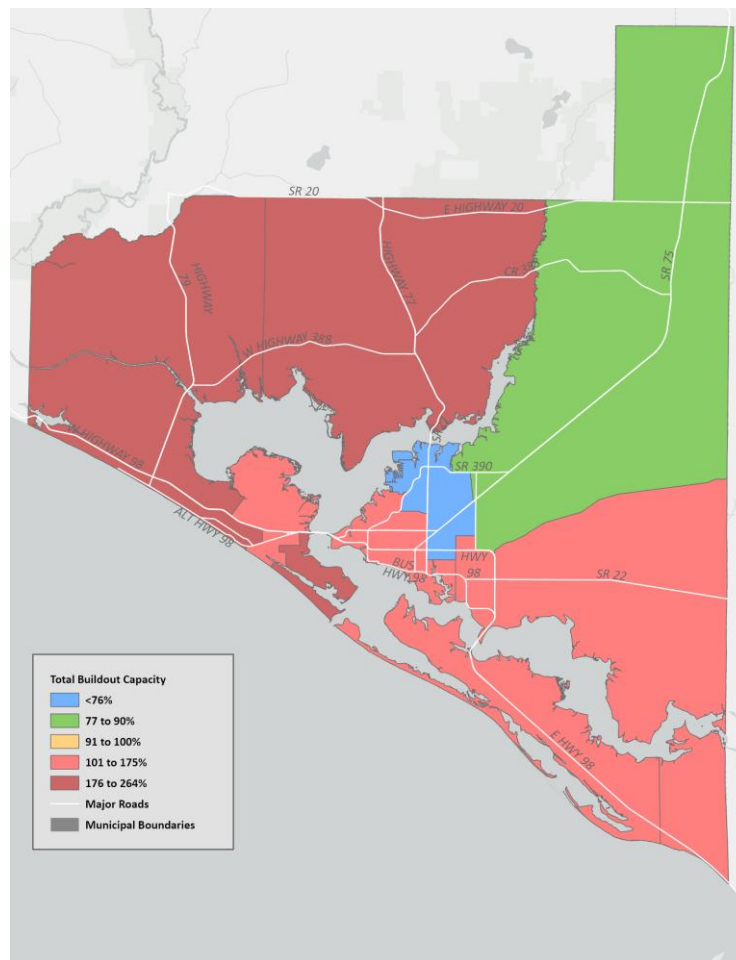 SR 20
E HIGHWAY 20
HIGHWAY 77
CR 388
SR 75
HIGHWAY
79
W HIGHWAY 388
HIGHWAY 98
SR 390
ALT HWY 98
BUS
HWY 98
HWY
98
SR 22
E HWY 98
Total Buildout Capacity
<76%
77 to 90%
91 to 100%
101 to 175%
176 to 264%
Major Roads
Municipal Boundaries